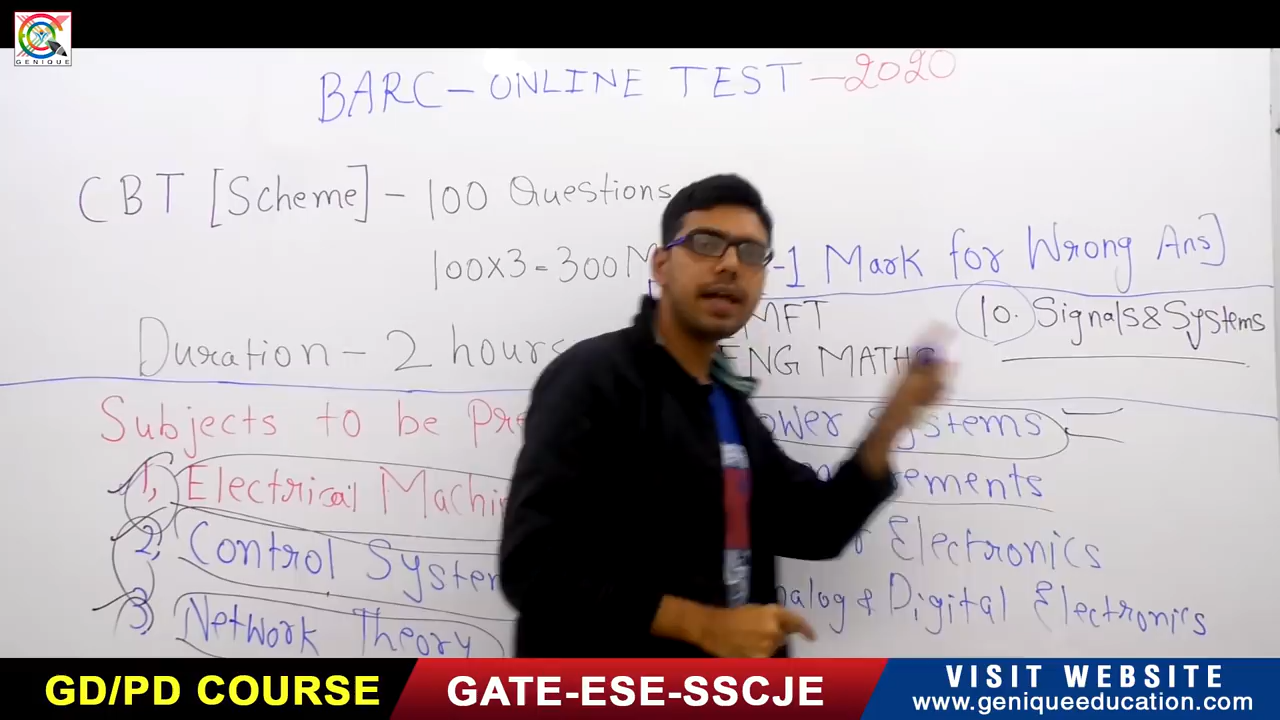 GENIQUE
BARC - ONLINE TEST - 2020
CBT [Scheme] - 100 Questions
100x3 = 300 M
-1 Mark for Wrong Ans]
MFT
10. Signals & Systems
Duration - 2 hours
ENG MATHS
Subjects to be Pre
ower Systems
1, Electrical Machi
ements
2, Control System
Electronics
3, Network Theory
nalog & Digital Electronics
GD/PD COURSE
GATE-ESE-SSCJE
VISIT WEBSITE
www.geniqueeducation.com